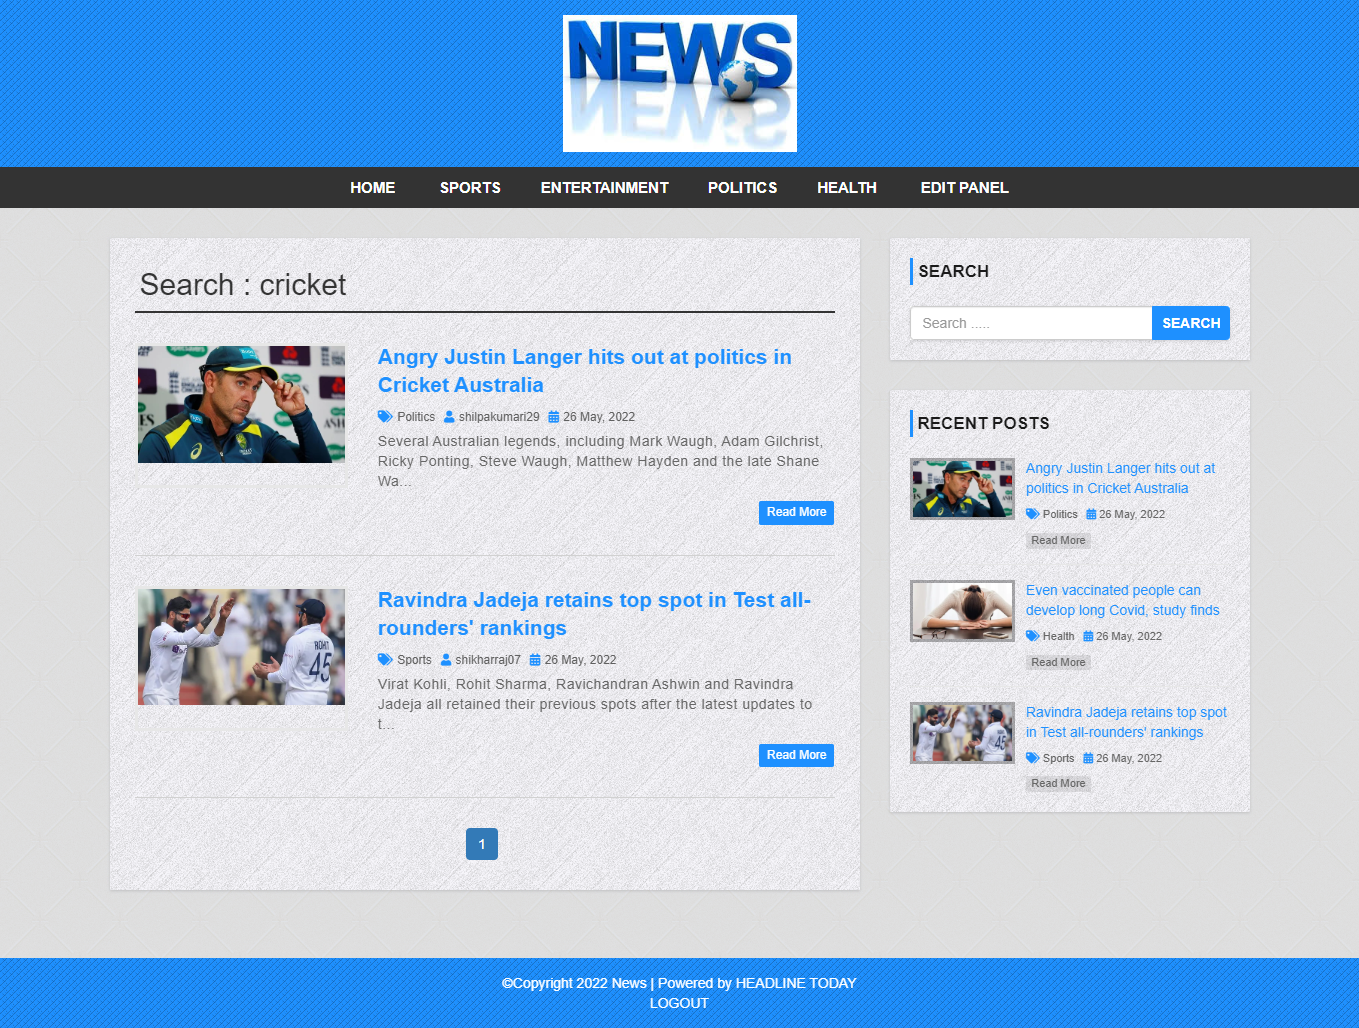 NEWS
HOME SPORTS ENTERTAINMENT POLITICS HEALTH EDIT PANEL
Search : cricket
Angry Justin Langer hits out at politics in
Cricket Australia
Politics shilpakumari29 26 May, 2022
Several Australian legends, including Mark Waugh, Adam Gilchrist,
Ricky Ponting, Steve Waugh, Matthew Hayden and the late Shane
Wa...
Read More
ROHIT
45
Ravindra Jadeja retains top spot in Test all-
rounders' rankings
Sports shikharraj07 26 May, 2022
Virat Kohli, Rohit Sharma, Ravichandran Ashwin and Ravindra
Jadeja all retained their previous spots after the latest updates to
t...
Read More
1
SEARCH
Search .....
SEARCH
RECENT POSTS
Angry Justin Langer hits out at
politics in Cricket Australia
Politics 26 May, 2022
Read More
Even vaccinated people can
develop long Covid, study finds
Health 26 May, 2022
Read More
45
Ravindra Jadeja retains top spot
in Test all-rounders' rankings
Sports 26 May, 2022
Read More
©Copyright 2022 News | Powered by HEADLINE TODAY
LOGOUT